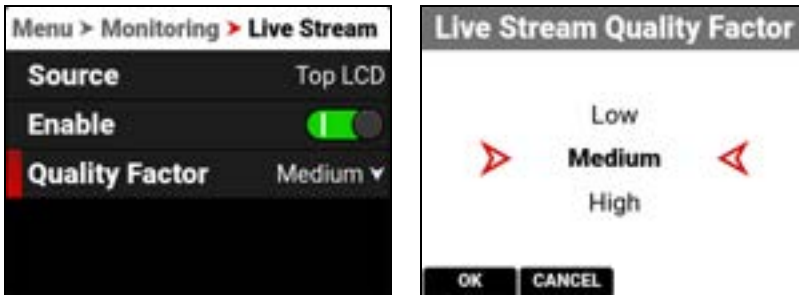 Menu > Monitoring > Live Stream
Source Top LCD
Enable
Quality Factor Medium
Live Stream Quality Factor
Low
Medium
High
OK CANCEL